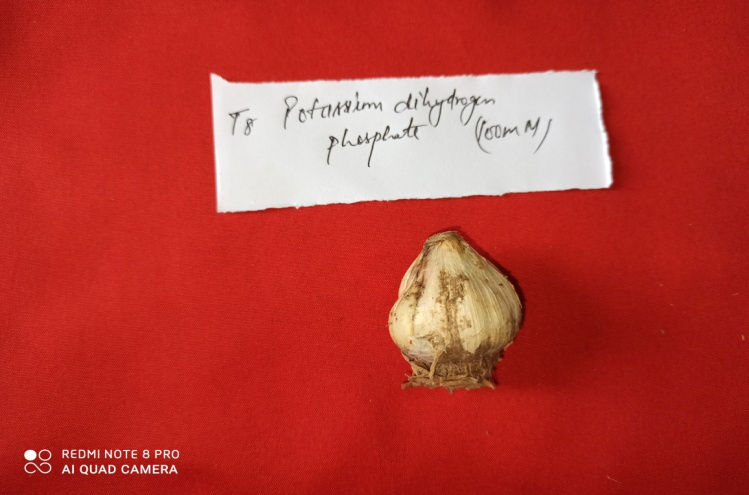 T8 Potassium dihydrogen
phosphate (100mM)
REDMI NOTE 8 PRO
AI QUAD CAMERA